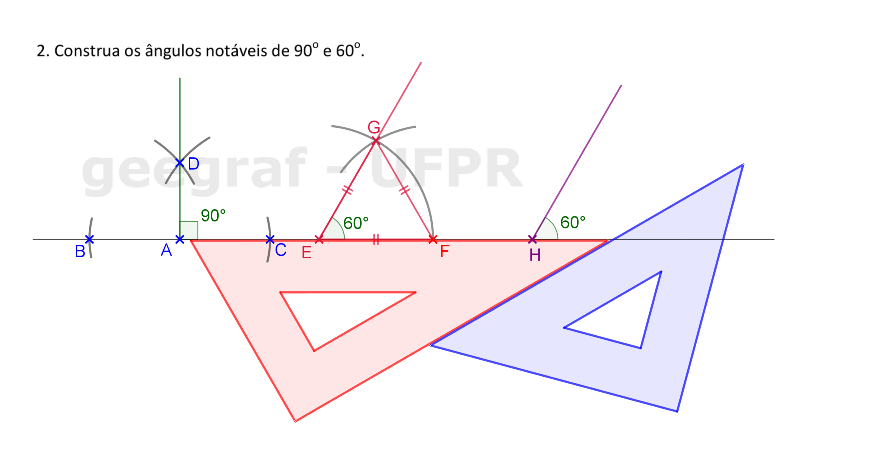 2. Construa os ângulos notáveis de 90° e 60°.
G
geegraf - UFPR
D
90°
60°
60°
B
A
C
E
F
H